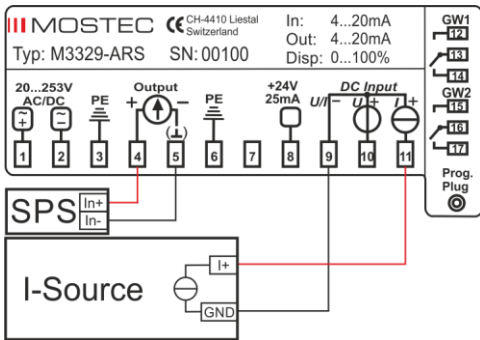 MOSTEC
CE CH-4410 Liestal
Switzerland
In: 4...20mA
Out: 4...20mA
Disp: 0...100%
Typ: M3329-ARS SN: 00100
GW1
12
13
14
GW2
15
16
17
Prog.
Plug
20...253V
AC/DC
PE
Output
+ −
(⊥)
PE
+24V
25mA
DC Input
U/I − U + I +
1 2 3 4 5 6 7 8 9 10 11
SPS
In+
In-
I-Source
I+
GND